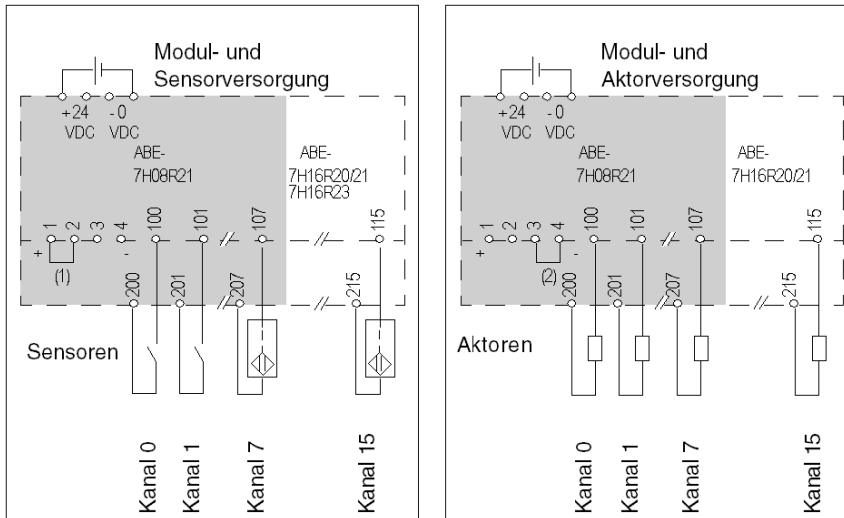 Modul- und
Sensorversorgung
+24
VDC
- 0
VDC
ABE-
7H08R21
ABE-
7H16R20/21
7H16R23
1
2
3
4
100
101
107
115
+
(1)
-
200
201
207
215
Sensoren
Kanal 0
Kanal 1
Kanal 7
Kanal 15
Modul- und
Aktorversorgung
+24
VDC
- 0
VDC
ABE-
7H08R21
ABE-
7H16R20/21
1
2
3
4
100
101
107
115
+
(2)
-
200
201
207
215
Aktoren
Kanal 0
Kanal 1
Kanal 7
Kanal 15